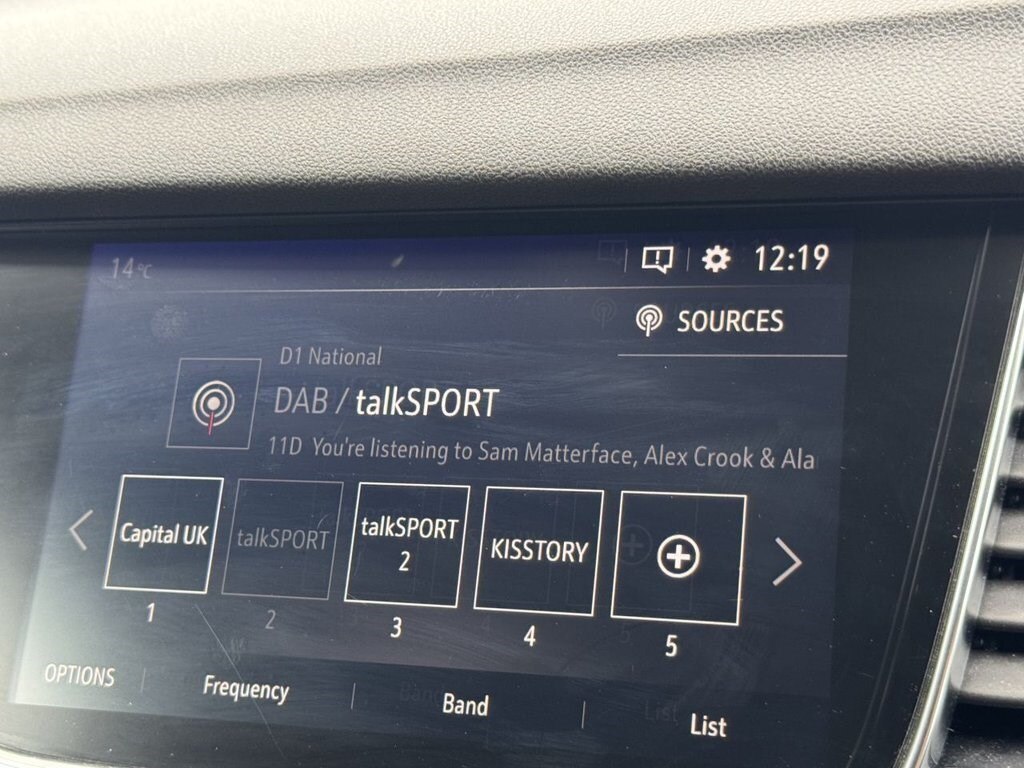 14°C
12:19
SOURCES
D1 National
DAB / talkSPORT
11D You're listening to Sam Matterface, Alex Crook & Ala
Capital UK
talkSPORT
talkSPORT
2
KISSTORY
1
2
3
4
5
OPTIONS
Frequency
Band
List